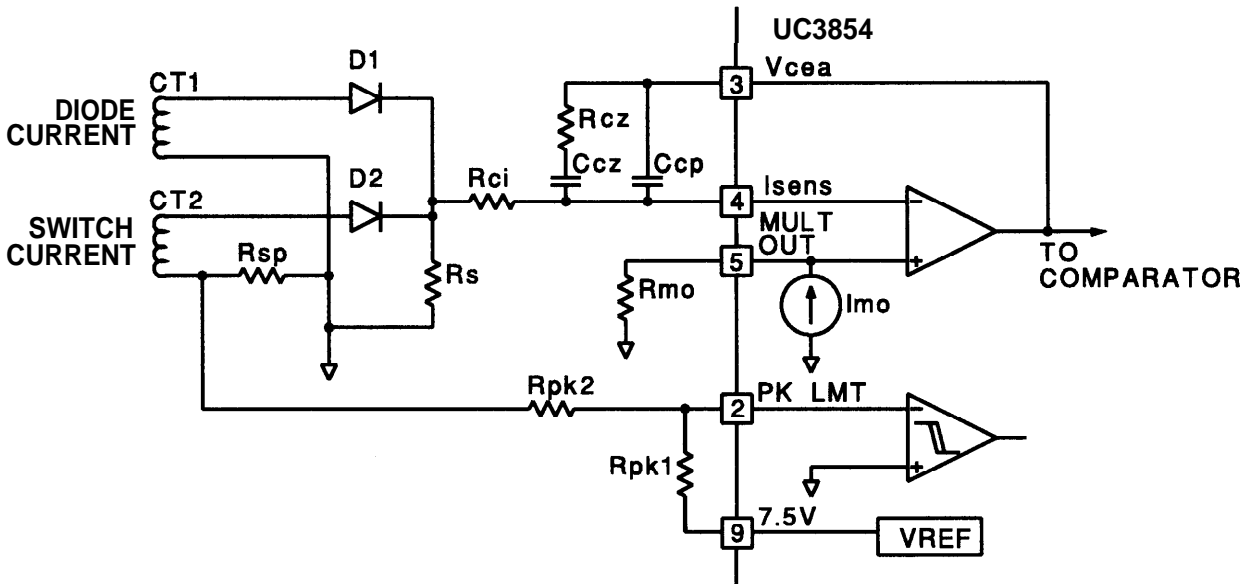 UC3854
3
Vcea
D1
CT1
DIODE
CURRENT
Rcz
Ccz
Ccp
D2
Rci
4
Isens
CT2
MULT
OUT
SWITCH
CURRENT
Rsp
Rs
5
TO
COMPARATOR
Rmo
Imo
Rpk2
2
PK LMT
Rpk1
9
7.5V
VREF